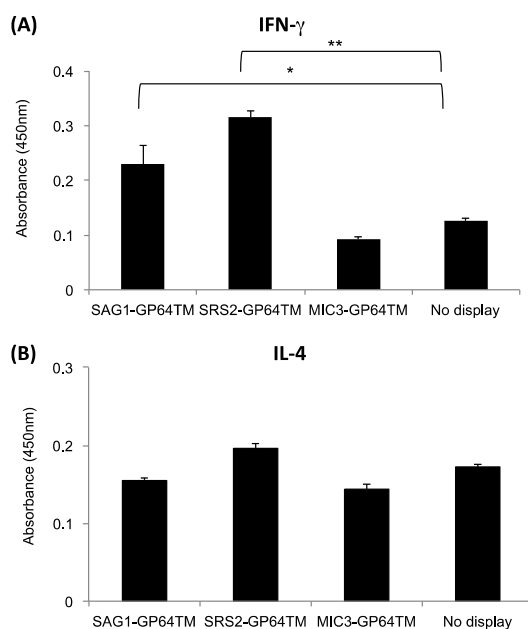 (A) IFN-γ
**
*
0.4
0.3
0.2
0.1
0
Absorbance (450nm)
SAG1-GP64TM SRS2-GP64TM MIC3-GP64TM No display
(B) IL-4
0.3
0.2
0.1
0
Absorbance (450nm)
SAG1-GP64TM SRS2-GP64TM MIC3-GP64TM No display